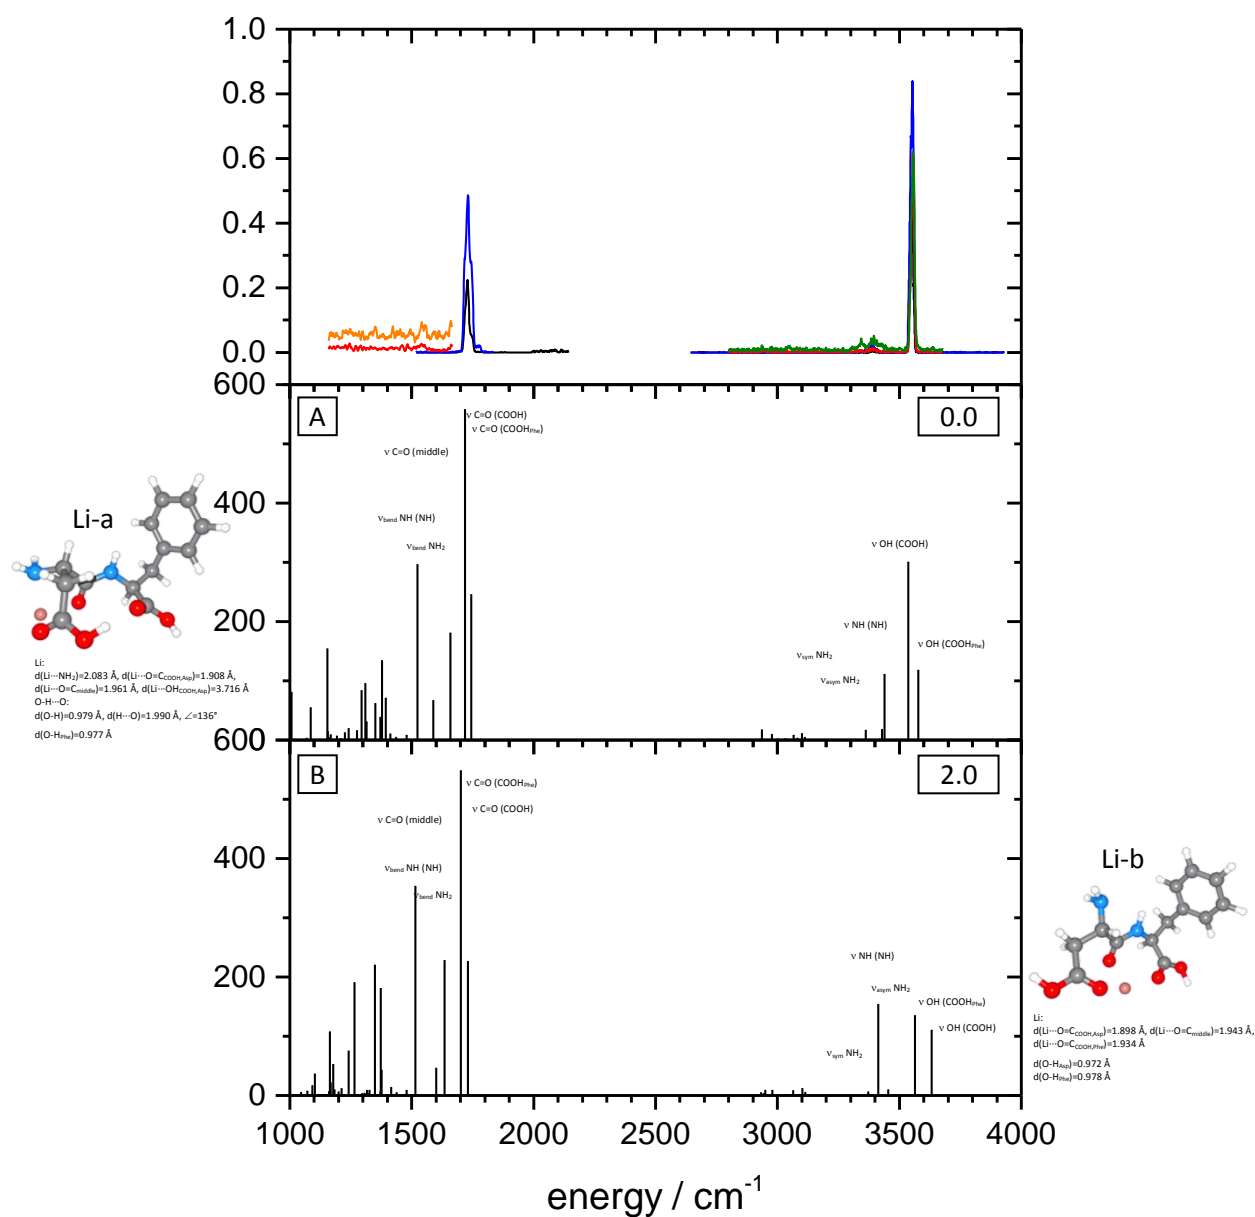 1.0
0.8
0.6
0.4
0.2
0.0
600
A
0.0
ν C=O (COOH)
ν C=O (COOHPhe)
ν C=O (middle)
νbend NH (NH)
νbend NH2
ν OH (COOH)
ν NH (NH)
ν OH (COOHPhe)
νsym NH2
νasym NH2
400
200
Li-a
Li:
d(Li···NH2)=2.083 Å, d(Li···O=CCOOH,Asp)=1.908 Å,
d(Li···O=Cmiddle)=1.961 Å, d(Li···OHCOOH,Asp)=3.716 Å
O-H···O:
d(O-H)=0.979 Å, d(H···O)=1.990 Å, ∠=136°
d(O-HPhe)=0.977 Å
600
B
2.0
ν C=O (COOHPhe)
ν C=O (COOH)
ν C=O (middle)
νbend NH (NH)
νbend NH2
ν NH (NH)
νasym NH2
ν OH (COOHPhe)
ν OH (COOH)
νsym NH2
400
200
0
Li-b
Li:
d(Li···O=CCOOH,Asp)=1.898 Å, d(Li···O=Cmiddle)=1.943 Å,
d(Li···O=CCOOH,Phe)=1.934 Å
d(O-HAsp)=0.972 Å
d(O-HPhe)=0.978 Å
1000 1500 2000 2500 3000 3500 4000
energy / cm-1